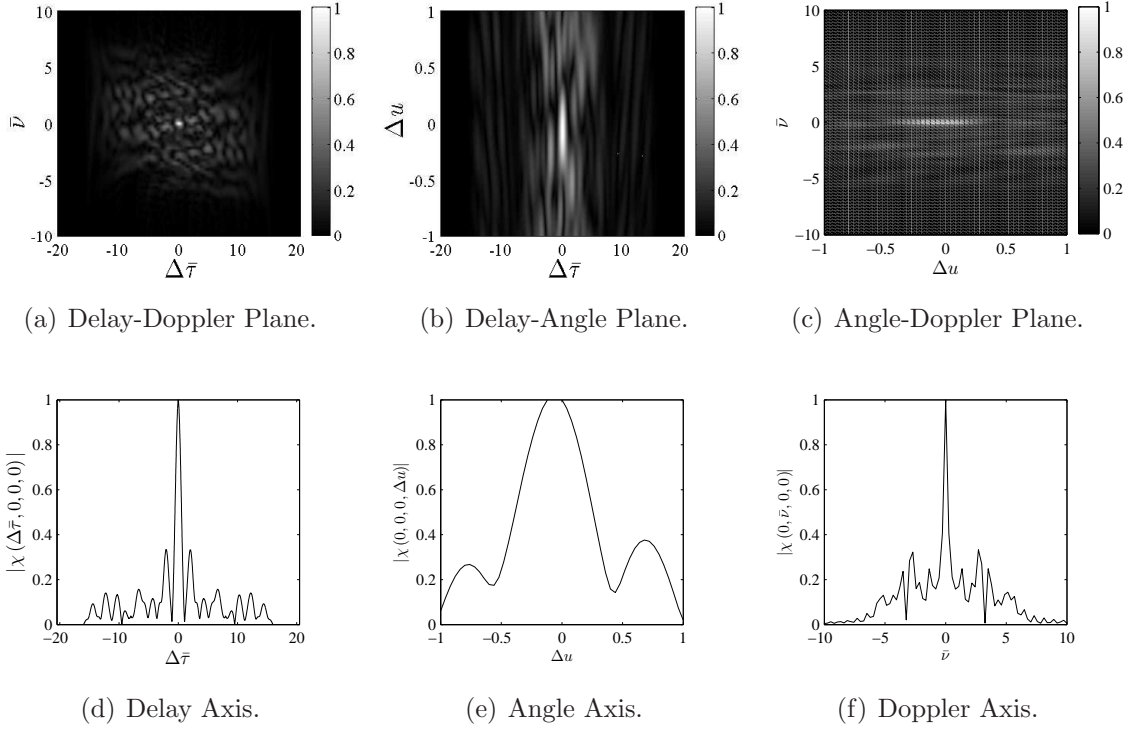 10
5
0
-5
-10
ν̄
-20 -10 0 10 20
Δτ̄
1
0.8
0.6
0.4
0.2
0
(a) Delay-Doppler Plane.
1
0.5
0
0.5
1
Δu
-20 -10 0 10 20
Δτ̄
1
0.8
0.6
0.4
0.2
0
(b) Delay-Angle Plane.
10
5
0
−5
−10
ν̄
−1 −0.5 0 0.5 1
Δu
1
0.8
0.6
0.4
0.2
0
(c) Angle-Doppler Plane.
1
0.8
0.6
0.4
0.2
0
|χ(Δτ̄,0,0,0)|
−20 −10 0 10 20
Δτ̄
(d) Delay Axis.
1
0.8
0.6
0.4
0.2
0
|χ(0,0,0,Δu)|
−1 −0.5 0 0.5 1
Δu
(e) Angle Axis.
1
0.8
0.6
0.4
0.2
0
|χ(0,ν̄,0,0)|
−10 −5 0 5 10
ν̄
(f) Doppler Axis.